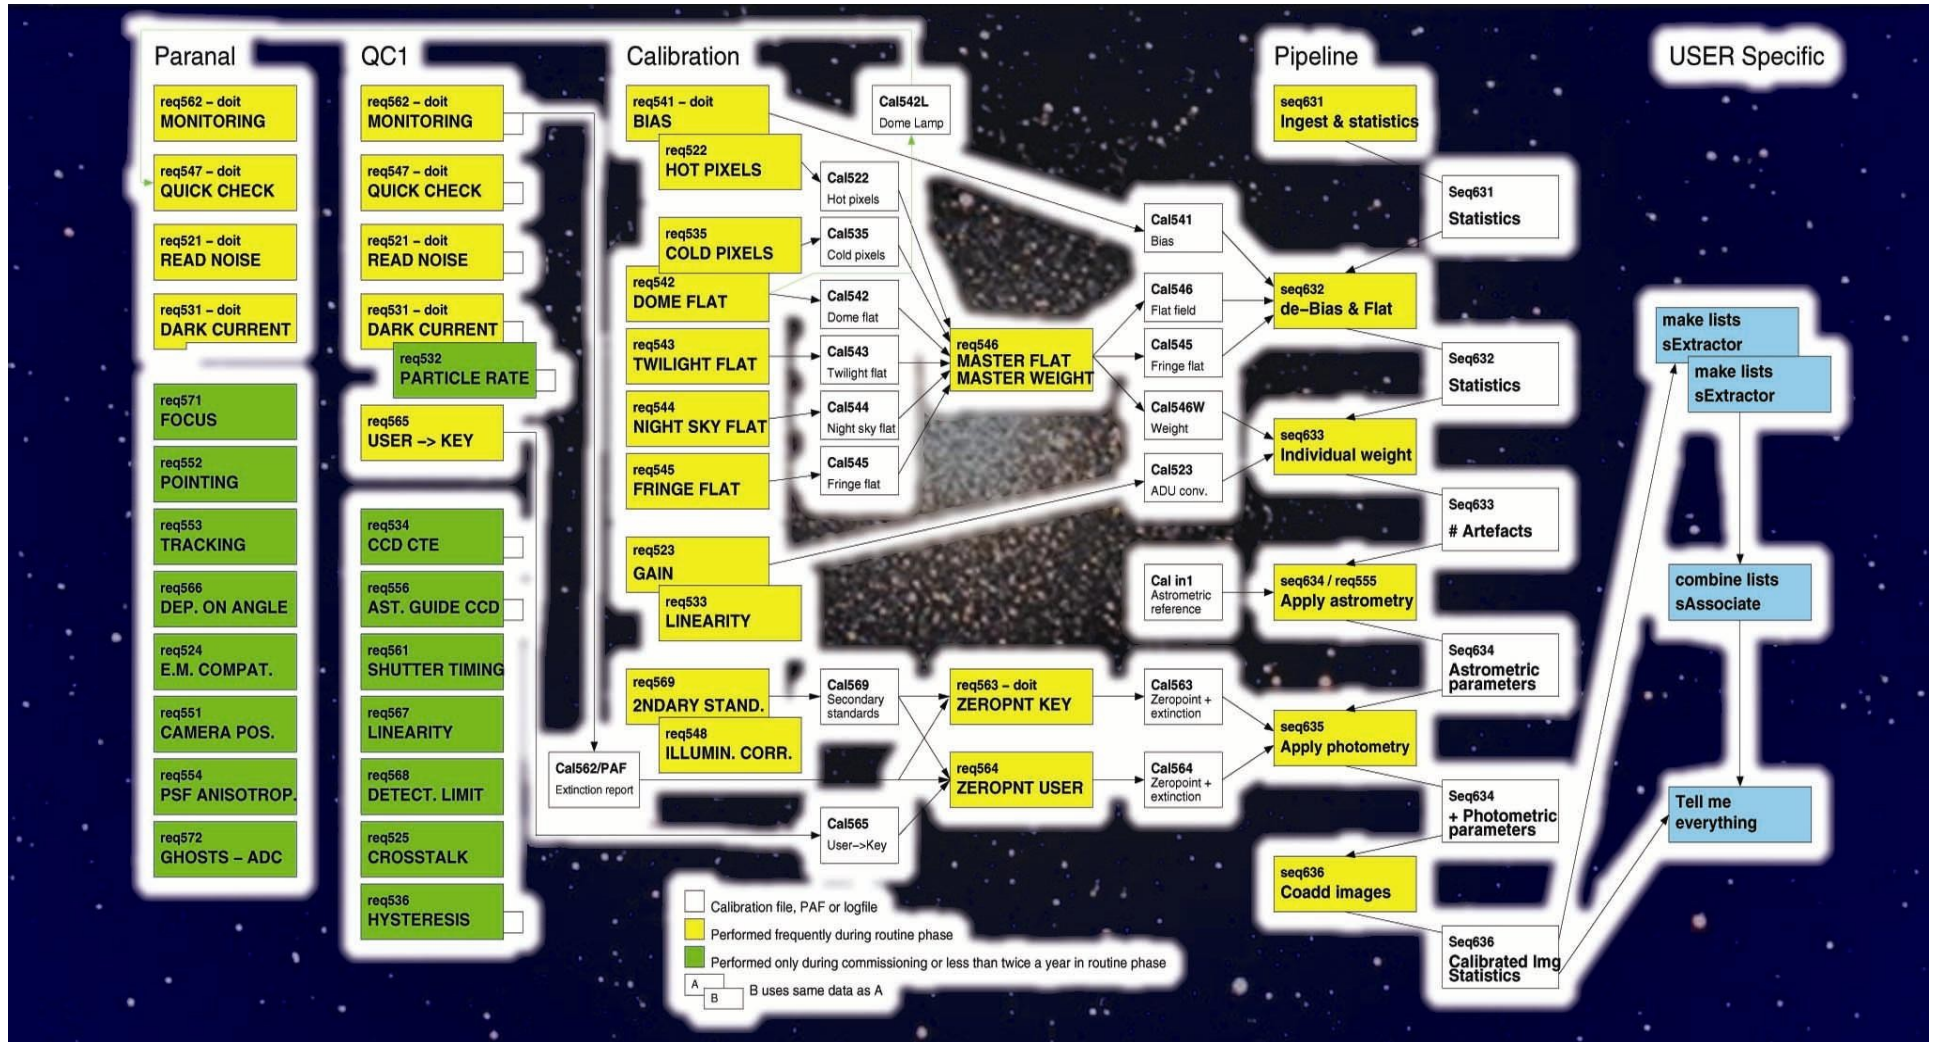 Paranal
req562 – doit
MONITORING
req547 – doit
QUICK CHECK
req521 – doit
READ NOISE
req531 – doit
DARK CURRENT
req571
FOCUS
req552
POINTING
req553
TRACKING
req566
DEP. ON ANGLE
req524
E.M. COMPAT.
req551
CAMERA POS.
req554
PSF ANISOTROP.
req572
GHOSTS – ADC
QC1
req562 – doit
MONITORING
req547 – doit
QUICK CHECK
req521 – doit
READ NOISE
req531 – doit
DARK CURRENT
req532
PARTICLE RATE
req565
USER –> KEY
req534
CCD CTE
req556
AST. GUIDE CCD
req561
SHUTTER TIMING
req567
LINEARITY
req568
DETECT. LIMIT
req525
CROSSTALK
req536
HYSTERESIS
Calibration
req541 – doit
BIAS
req522
HOT PIXELS
req535
COLD PIXELS
req542
DOME FLAT
req543
TWILIGHT FLAT
req544
NIGHT SKY FLAT
req545
FRINGE FLAT
req523
GAIN
req533
LINEARITY
req569
2NDARY STAND.
req548
ILLUMIN. CORR.
Cal562/PAF
Extinction report
Cal542L
Dome Lamp
Cal522
Hot pixels
Cal535
Cold pixels
Cal542
Dome flat
Cal543
Twilight flat
Cal544
Night sky flat
Cal545
Fringe flat
Cal569
Secondary
standards
Cal565
User–>Key
req546
MASTER FLAT
MASTER WEIGHT
req563 – doit
ZEROPNT KEY
req564
ZEROPNT USER
Cal541
Bias
Cal546
Flat field
Cal545
Fringe flat
Cal546W
Weight
Cal523
ADU conv.
Cal in1
Astrometric
reference
Cal563
Zeropoint +
extinction
Cal564
Zeropoint +
extinction
Pipeline
seq631
Ingest & statistics
Seq631
Statistics
seq632
de–Bias & Flat
Seq632
Statistics
seq633
Individual weight
Seq633
# Artefacts
seq634 / req555
Apply astrometry
Seq634
Astrometric
parameters
seq635
Apply photometry
Seq634
+ Photometric
parameters
seq636
Coadd images
Seq636
Calibrated Img
Statistics
USER Specific
make lists
sExtractor
make lists
sExtractor
combine lists
sAssociate
Tell me
everything
Calibration file, PAF or logfile
Performed frequently during routine phase
Performed only during commissioning or less than twice a year in routine phase
A
B
B uses same data as A